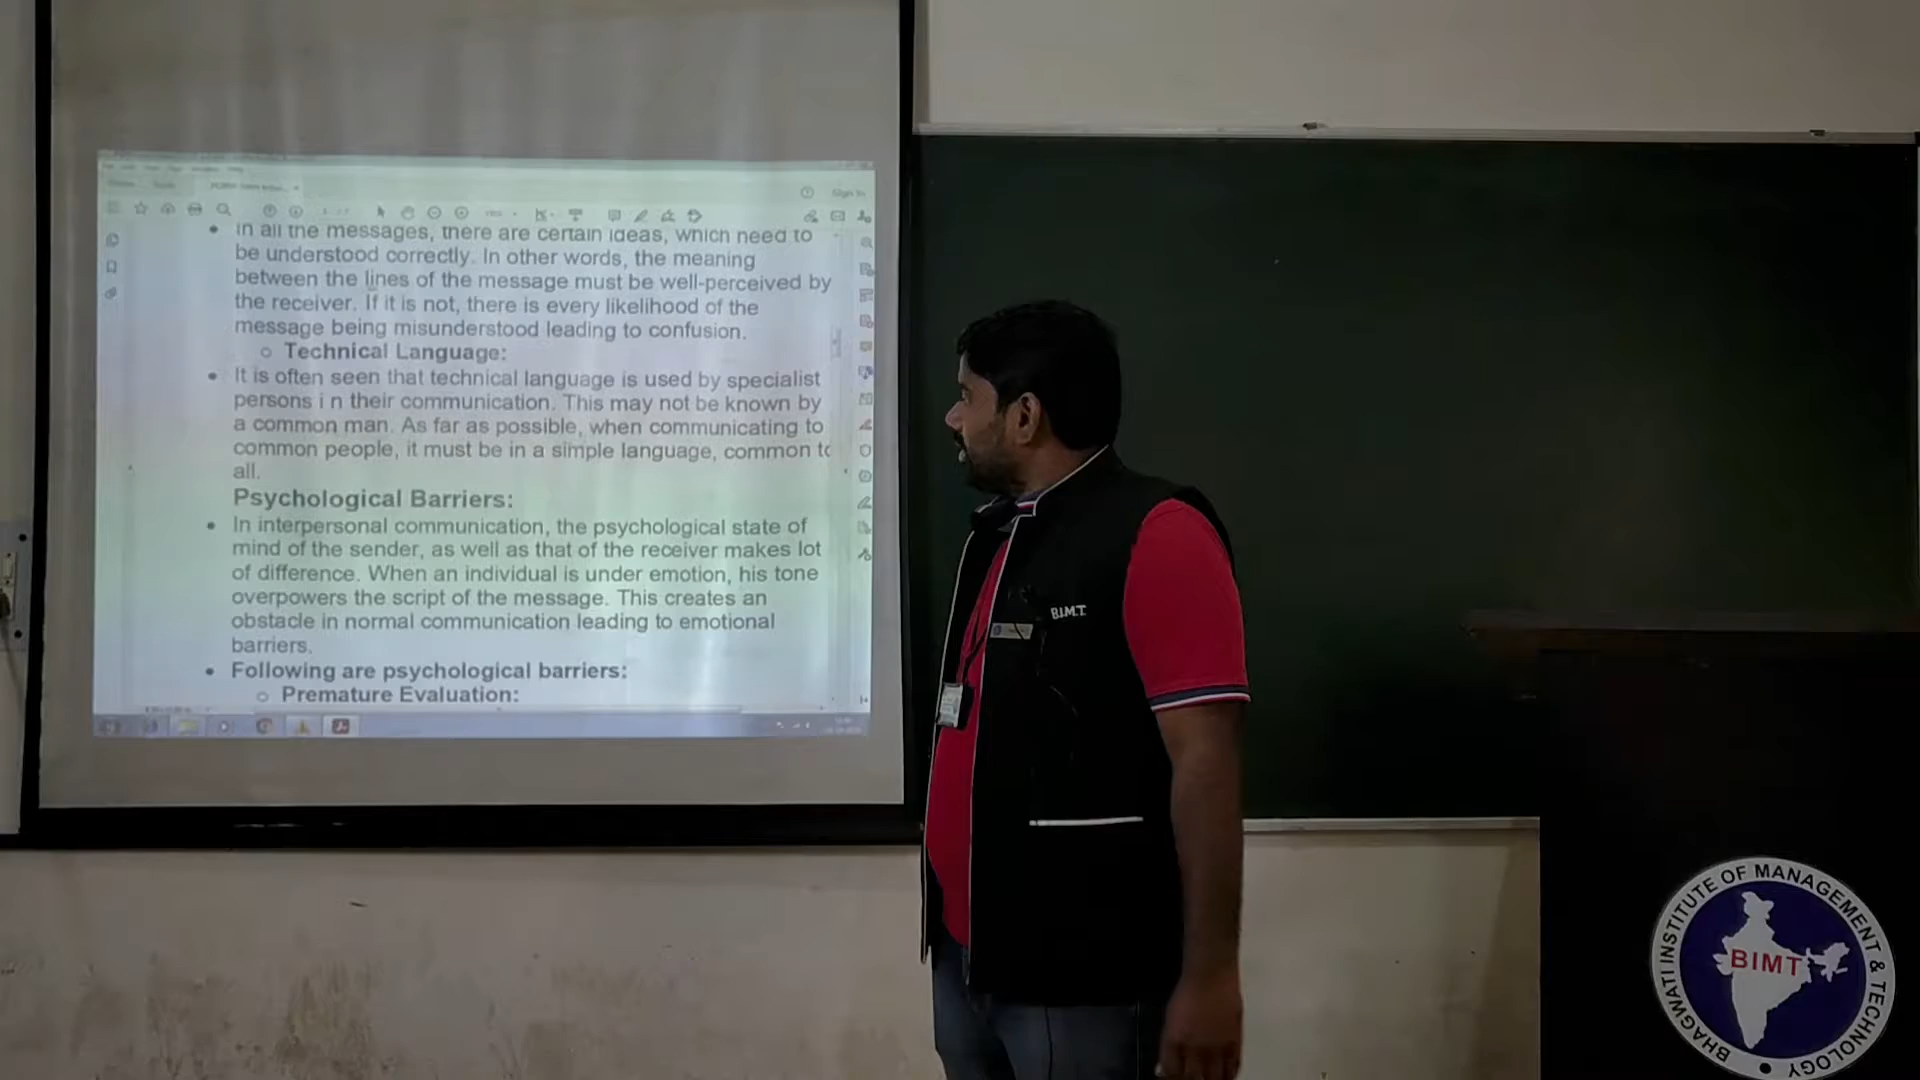 Sign In
in all the messages, there are certain ideas, which need to
be understood correctly. In other words, the meaning
between the lines of the message must be well-perceived by
the receiver. If it is not, there is every likelihood of the
message being misunderstood leading to confusion.
Technical Language:
It is often seen that technical language is used by specialist
persons i n their communication. This may not be known by
a common man. As far as possible, when communicating to
common people, it must be in a simple language, common to
all.
Psychological Barriers:
In interpersonal communication, the psychological state of
mind of the sender, as well as that of the receiver makes lot
of difference. When an individual is under emotion, his tone
overpowers the script of the message. This creates an
obstacle in normal communication leading to emotional
barriers.
Following are psychological barriers:
Premature Evaluation:
B.I.M.T.
BHAGWATI INSTITUTE OF MANAGEMENT & TECHNOLOGY
BIMT